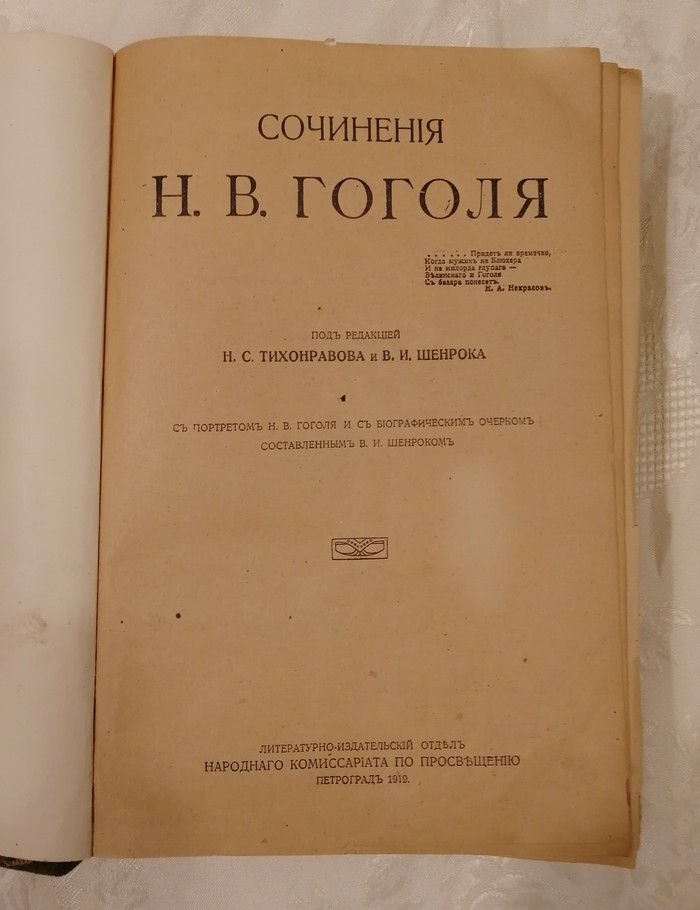 СОЧИНЕНІЯ
Н. В. ГОГОЛЯ
. . . . . . Придетъ ли времечко,
Когда мужикъ не Блюхера
И не милорда глупаго —
Бѣлинскаго и Гоголя
Съ базара понесетъ.
Н. А. Некрасовъ.
ПОДЪ РЕДАКЦІЕЙ
Н. С. ТИХОНРАВОВА и В. И. ШЕНРОКА
СЪ ПОРТРЕТОМЪ Н. В. ГОГОЛЯ И СЪ БІОГРАФИЧЕСКИМЪ ОЧЕРКОМЪ
СОСТАВЛЕННЫМЪ В. И. ШЕНРОКОМЪ
ЛИТЕРАТУРНО-ИЗДАТЕЛЬСКІЙ ОТДѢЛЪ
НАРОДНАГО КОМИССАРІАТА ПО ПРОСВѢЩЕНІЮ
ПЕТРОГРАДЪ 1919.